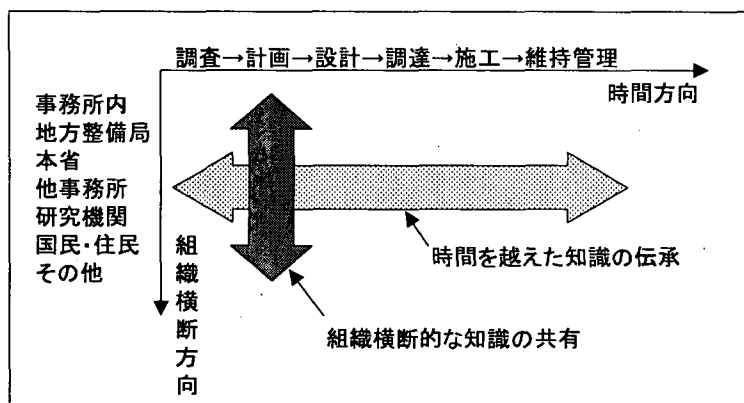 調査→計画→設計→調達→施工→維持管理
時間方向
事務所内
地方整備局
本省
他事務所
研究機関
国民・住民
その他
組織横断方向
時間を越えた知識の伝承
組織横断的な知識の共有